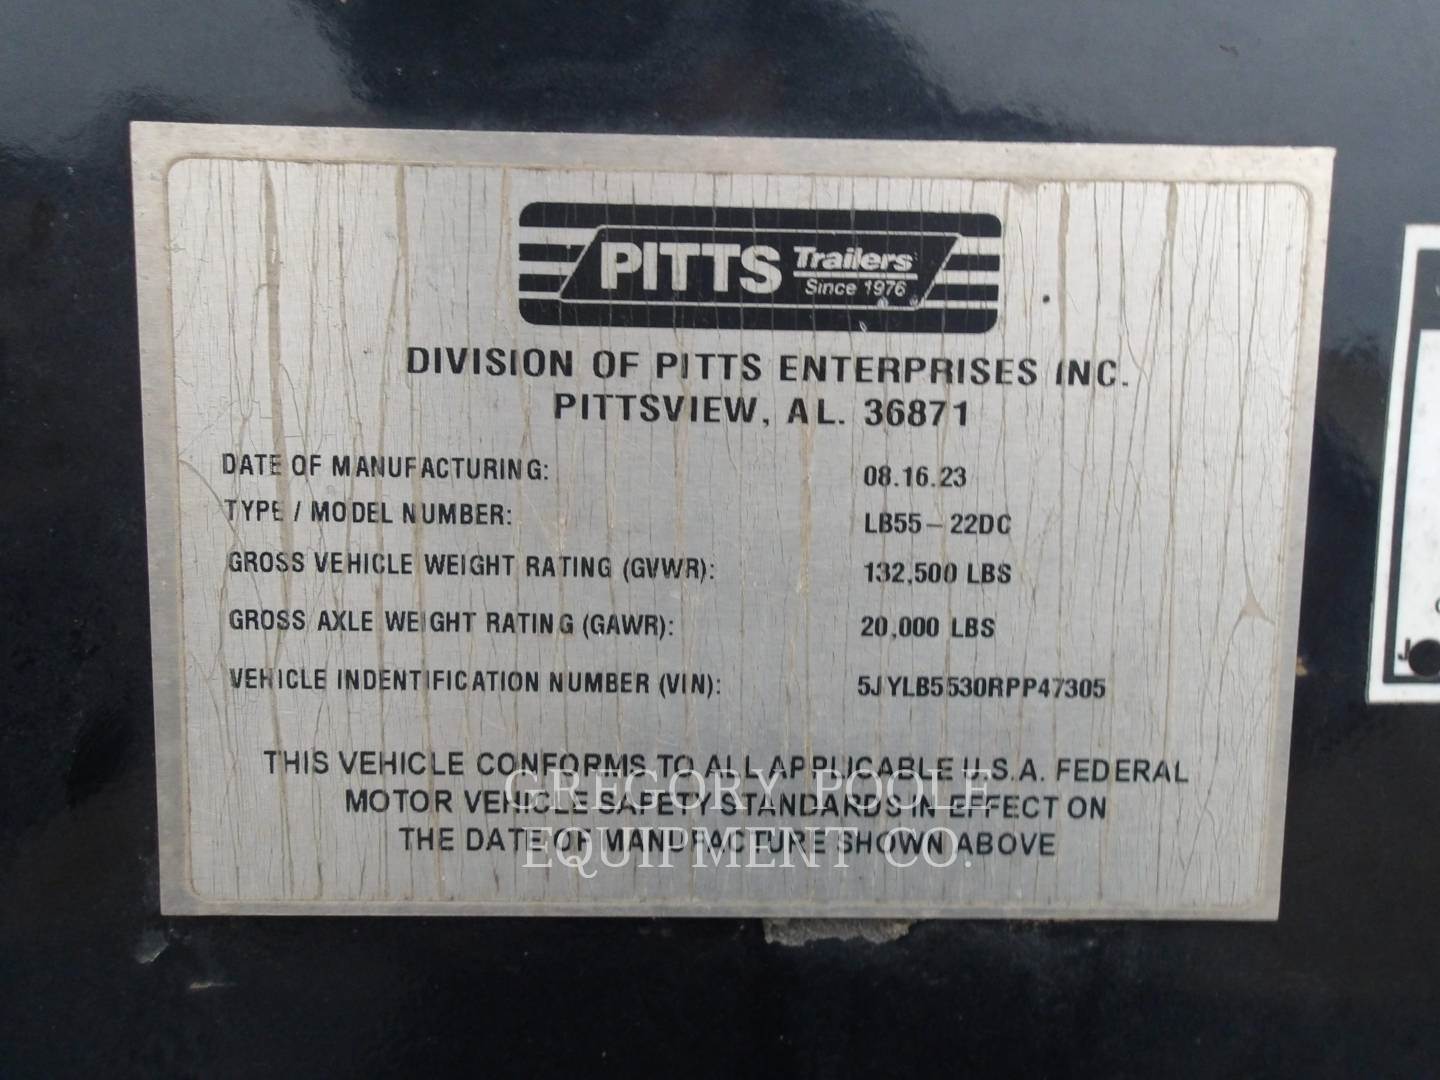 PITTS Trailers
Since 1976
DIVISION OF PITTS ENTERPRISES INC.
PITTSVIEW, AL. 36871
DATE OF MANUFACTURING: 08.16.23
TYPE / MODEL NUMBER: LB55-22DC
GROSS VEHICLE WEIGHT RATING (GVWR): 132,500 LBS
GROSS AXLE WEIGHT RATING (GAWR): 20,000 LBS
VEHICLE INDENTIFICATION NUMBER (VIN): 5JYLB5530RPP47305
THIS VEHICLE CONFORMS TO ALL APPLICABLE U.S.A. FEDERAL
MOTOR VEHICLE SAFETY STANDARDS IN EFFECT ON
THE DATE OF MANUFACTURE SHOWN ABOVE
GREGORY POOLE
EQUIPMENT CO.
J